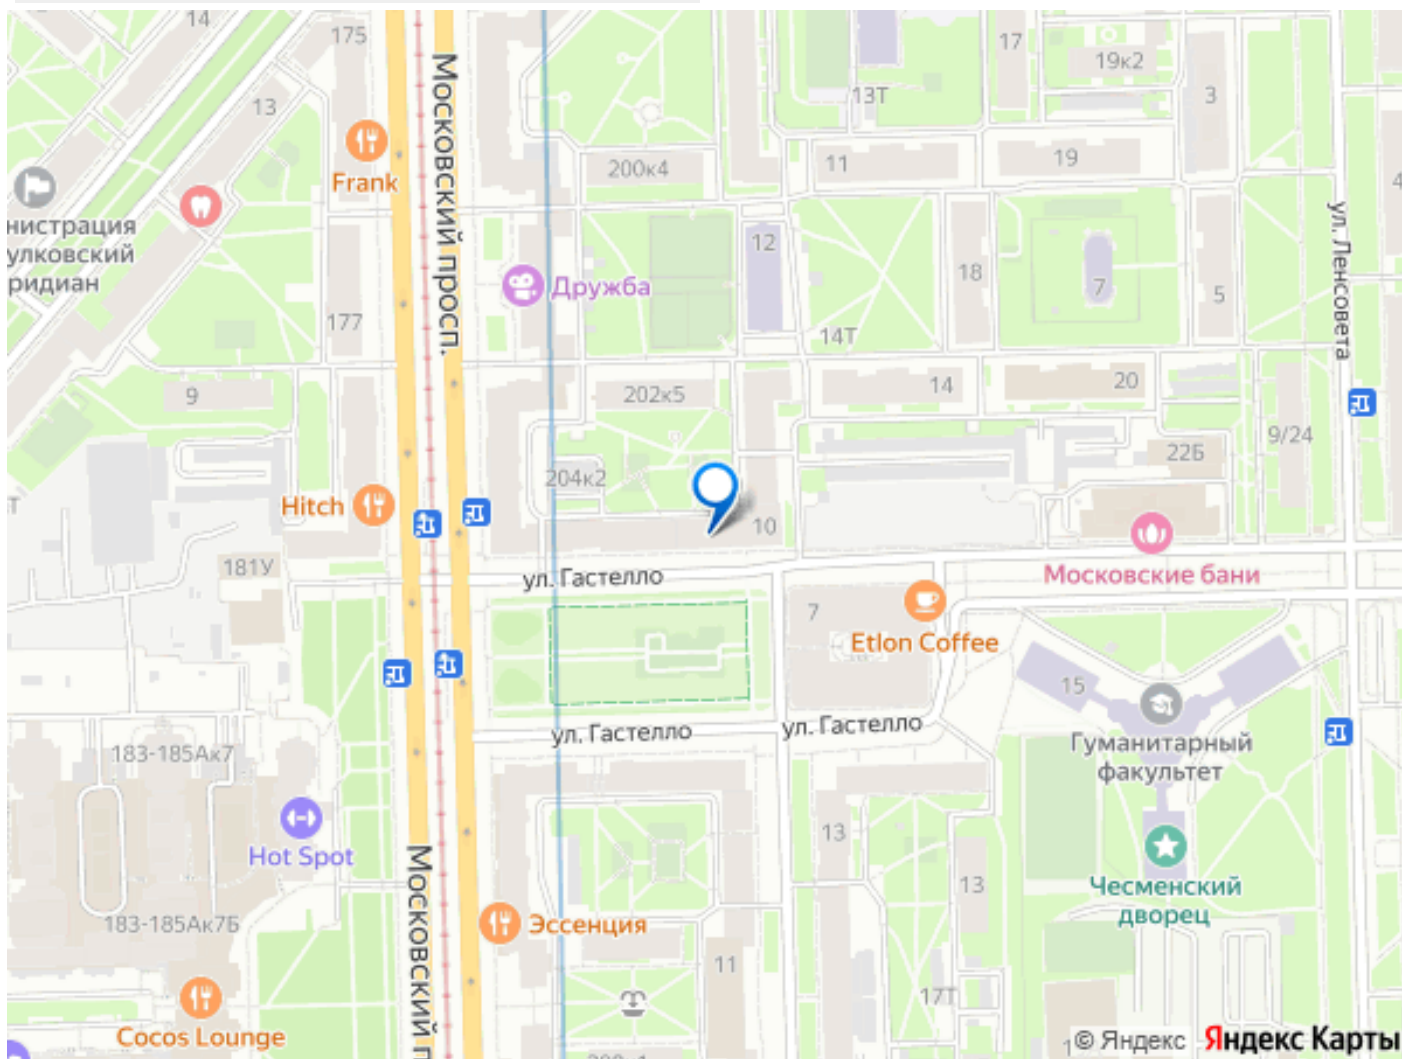 14
175
17
19к2
Московский просп.
13
13Т
3
Frank
200к4
11
19
4
нистрация
улковский
ридиан
12
ул. Ленсовета
18
7
5
Дружба
177
14Т
9
202к5
14
20
9/24
22Б
204к2
Hitch
10
181У
ул. Гастелло
Московские бани
7
Etlon Coffee
15
ул. Гастелло
ул. Гастелло
183-185Ак7
Гуманитарный
факультет
13
Hot Spot
Московский п
13
Чесменский
дворец
183-185Ак7Б
Эссенция
11
17Т
Cocos Lounge
1
© Яндекс
Яндекс Карты